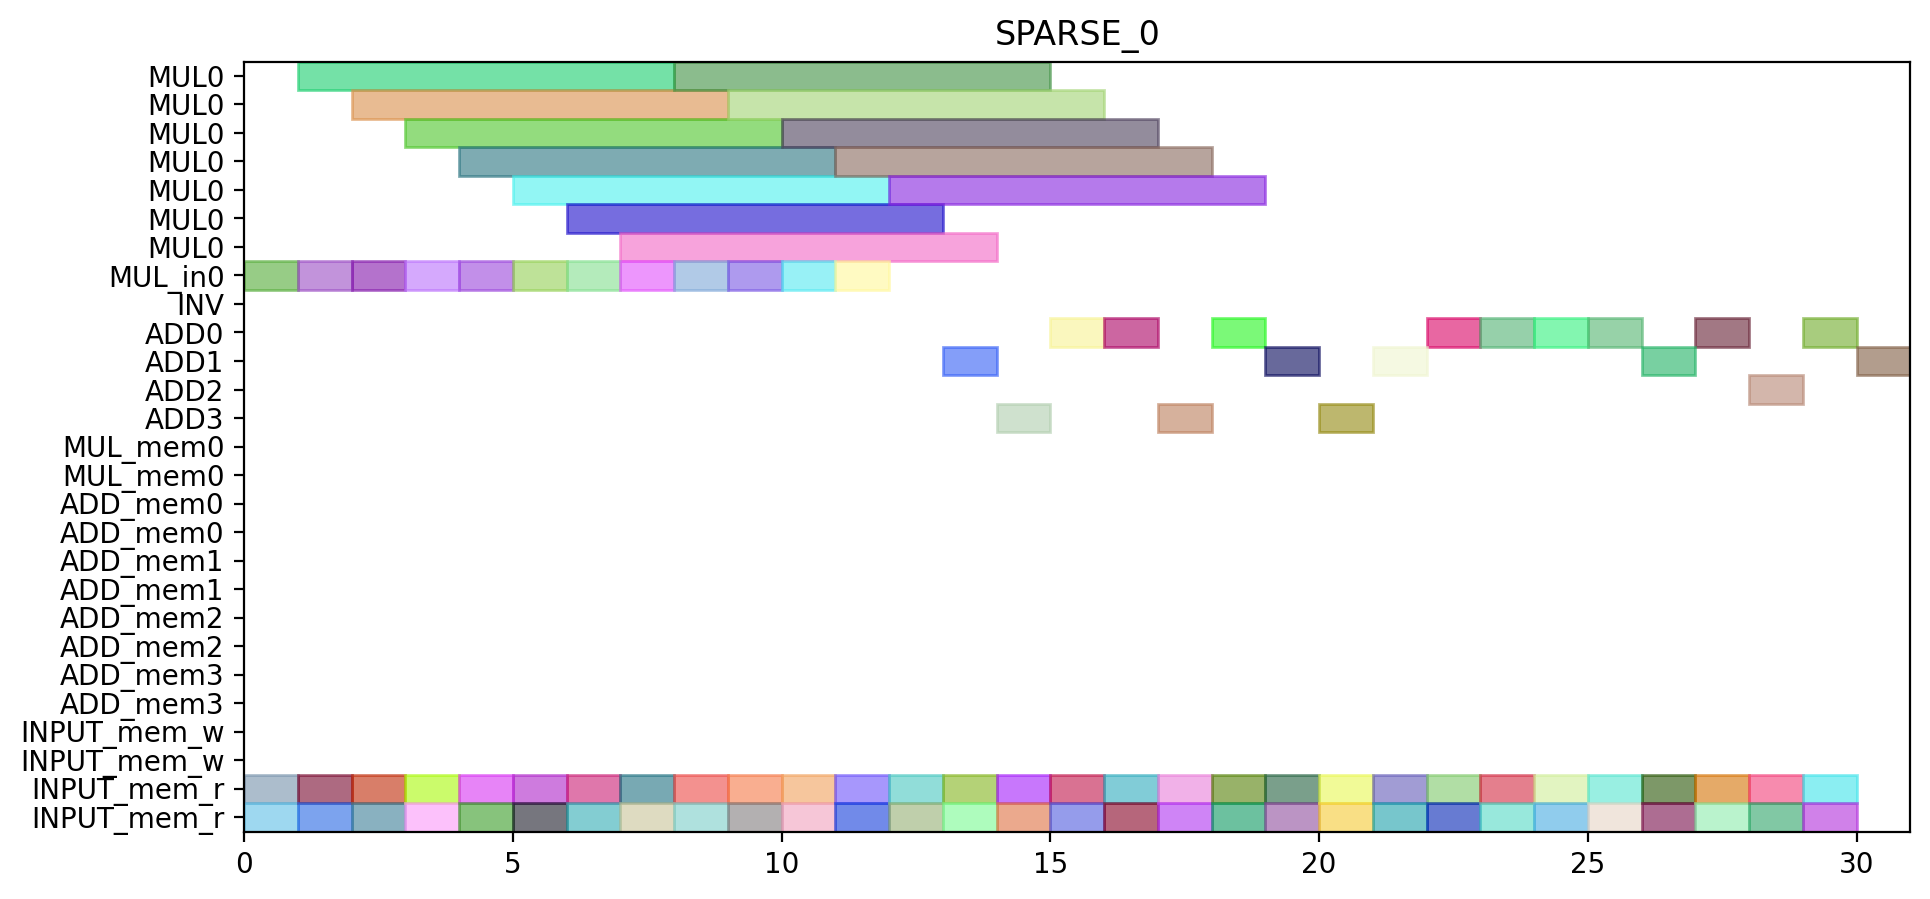 SPARSE_0
MUL0
MUL0
MUL0
MUL0
MUL0
MUL0
MUL0
MUL_in0
INV
ADD0
ADD1
ADD2
ADD3
MUL_mem0
MUL_mem0
ADD_mem0
ADD_mem0
ADD_mem1
ADD_mem1
ADD_mem2
ADD_mem2
ADD_mem3
ADD_mem3
INPUT_mem_w
INPUT_mem_w
INPUT_mem_r
INPUT_mem_r
0 5 10 15 20 25 30